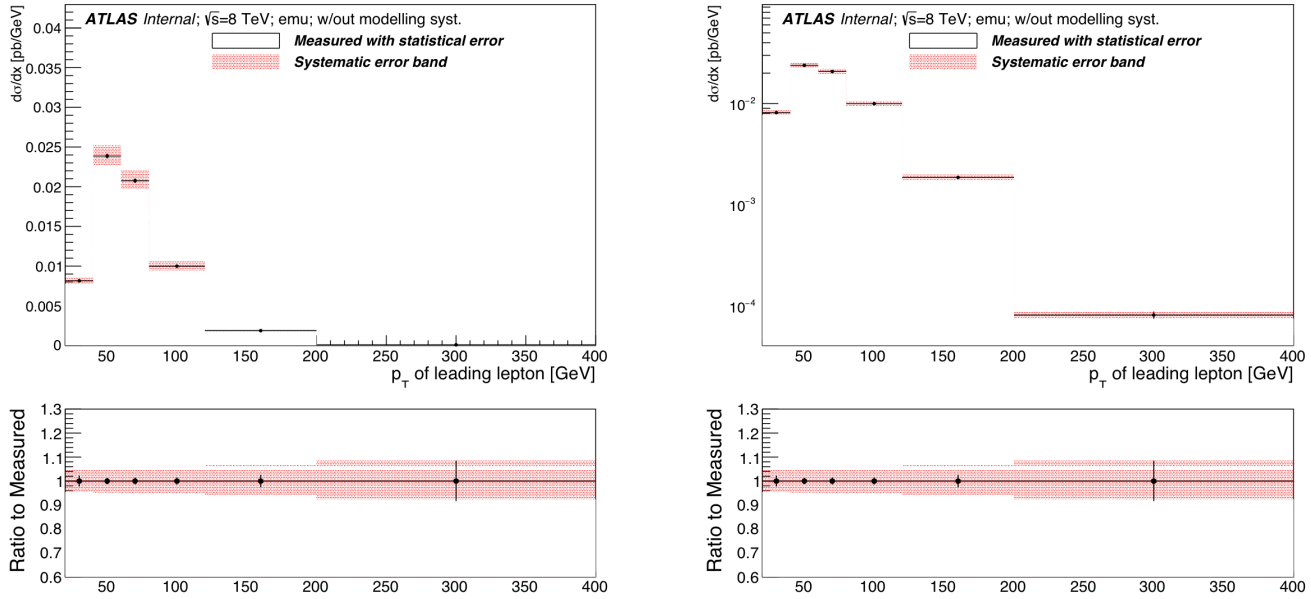 ATLAS Internal; √s=8 TeV; emu; w/out modelling syst.
Measured with statistical error
Systematic error band
dσ/dx [pb/GeV]
0.04
0.035
0.03
0.025
0.02
0.015
0.01
0.005
0
50 100 150 200 250 300 350 400
p_T of leading lepton [GeV]
Ratio to Measured
1.3
1.2
1.1
1
0.9
0.8
0.7
0.6
50 100 150 200 250 300 350 400
ATLAS Internal; √s=8 TeV; emu; w/out modelling syst.
Measured with statistical error
Systematic error band
dσ/dx [pb/GeV]
10⁻²
10⁻³
10⁻⁴
50 100 150 200 250 300 350 400
p_T of leading lepton [GeV]
Ratio to Measured
1.3
1.2
1.1
1
0.9
0.8
0.7
0.6
50 100 150 200 250 300 350 400